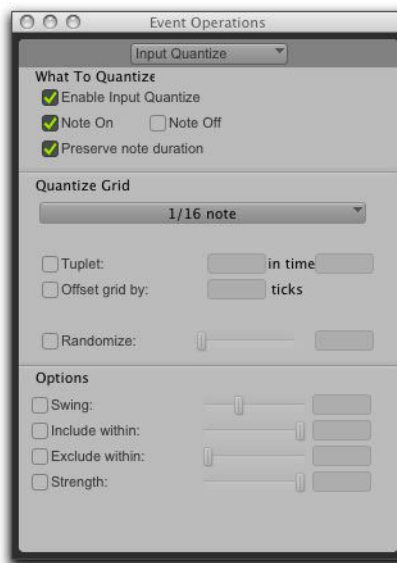 Event Operations
Input Quantize
What To Quantize
Enable Input Quantize
Note On Note Off
Preserve note duration
Quantize Grid
1/16 note
Tuplet: in time
Offset grid by: ticks
Randomize:
Options
Swing:
Include within:
Exclude within:
Strength: